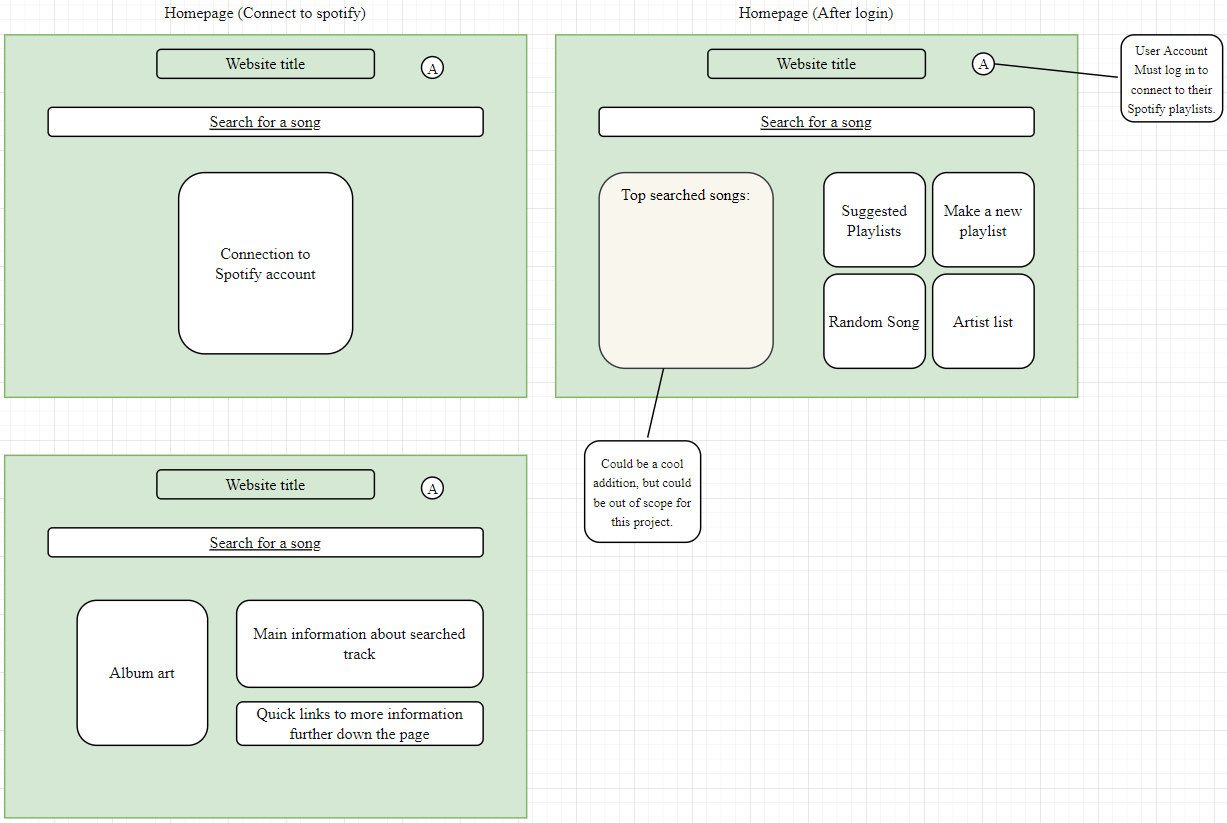 Homepage (Connect to spotify)
Website title
A
Search for a song
Connection to
Spotify account
Homepage (After login)
Website title
A
User Account
Must log in to
connect to their
Spotify playlists.
Search for a song
Top searched songs:
Suggested
Playlists
Make a new
playlist
Random Song
Artist list
Could be a cool
addition, but could
be out of scope for
this project.
Website title
A
Search for a song
Album art
Main information about searched
track
Quick links to more information
further down the page